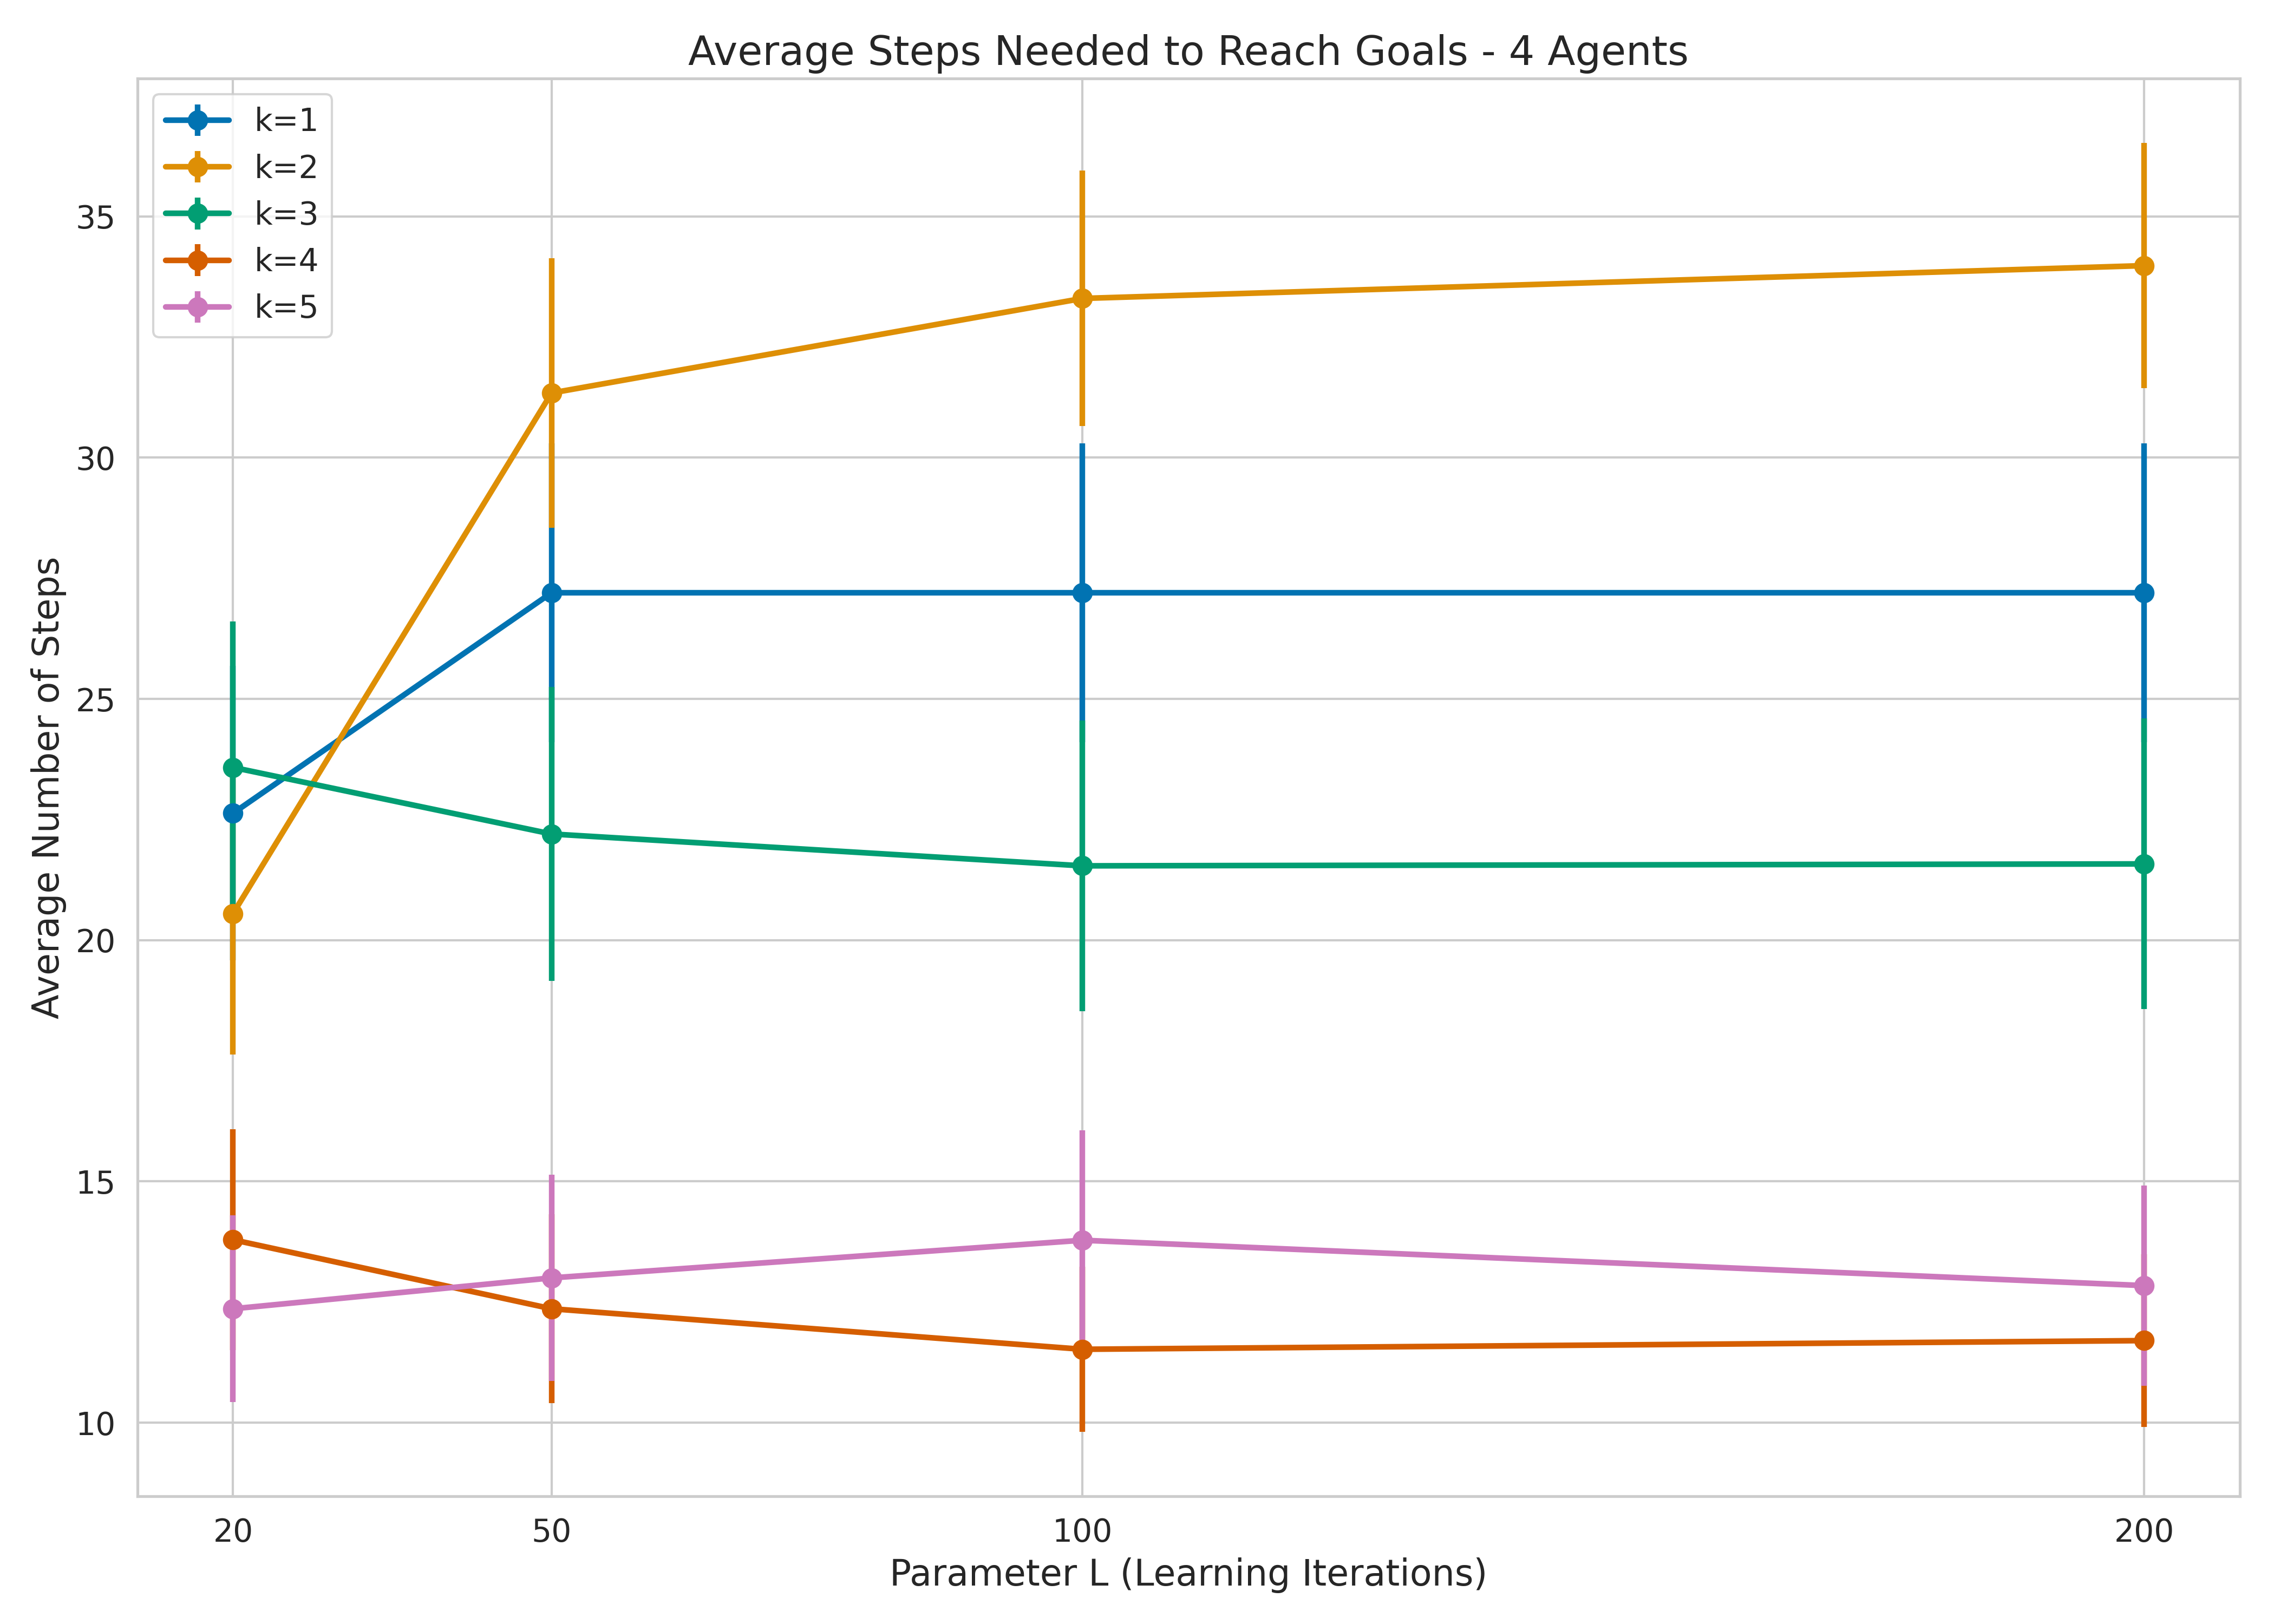 Average Steps Needed to Reach Goals - 4 Agents
k=1
k=2
k=3
k=4
k=5
Average Number of Steps
35
30
25
20
15
10
20 50 100 200
Parameter L (Learning Iterations)